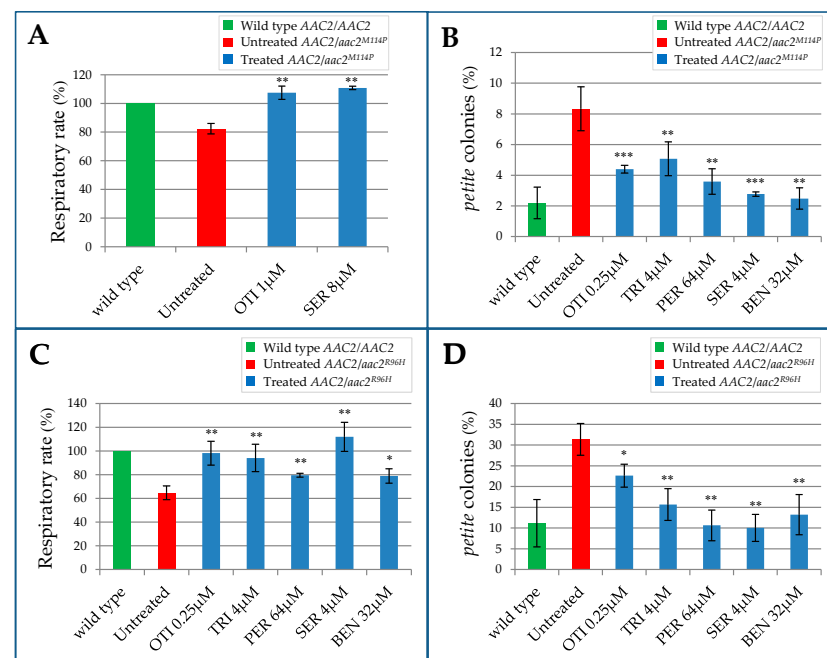 A
Wild type AAC2/AAC2
Untreated AAC2/aac2M114P
Treated AAC2/aac2M114P
Respiratory rate (%)
120
100
80
60
40
20
0
**
**
wild type
Untreated
OTI 1µM
SER 8µM
B
Wild type AAC2/AAC2
Untreated AAC2/aac2M114P
Treated AAC2/aac2M114P
petite colonies (%)
12
10
8
6
4
2
0
***
**
**
***
**
wild type
Untreated
OTI 0.25µM
TRI 4µM
PER 64µM
SER 4µM
BEN 32µM
C
Wild type AAC2/AAC2
Untreated AAC2/aac2R96H
Treated AAC2/aac2R96H
Respiratory rate (%)
140
120
100
80
60
40
20
0
**
**
**
**
*
wild type
Untreated
OTI 0.25µM
TRI 4µM
PER 64µM
SER 4µM
BEN 32µM
D
Wild type AAC2/AAC2
Untreated AAC2/aac2R96H
Treated AAC2/aac2R96H
petite colonies (%)
40
35
30
25
20
15
10
5
0
*
**
**
**
**
wild type
Untreated
OTI 0.25µM
TRI 4µM
PER 64µM
SER 4µM
BEN 32µM